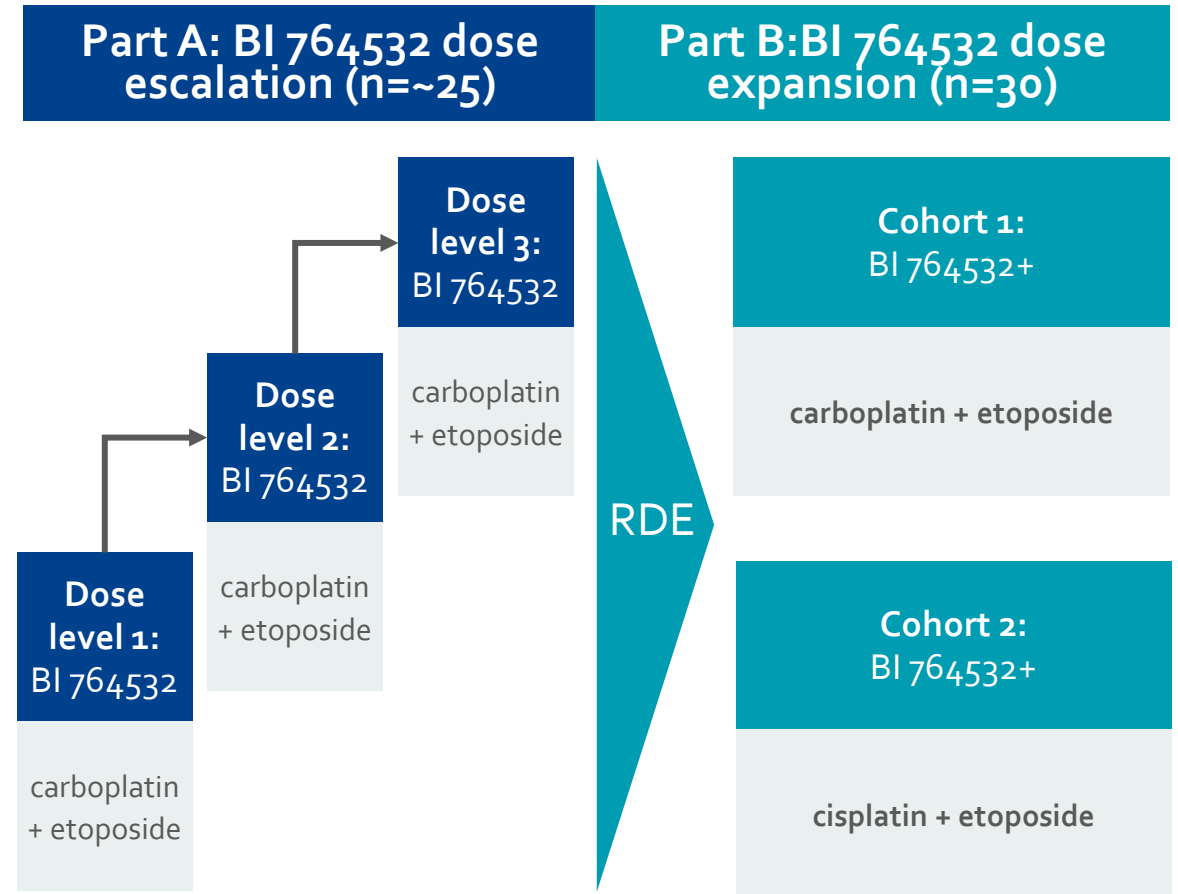 Part A: BI 764532 dose
escalation (n=~25)
Part B:BI 764532 dose
expansion (n=30)
Dose
level 3:
BI 764532
carboplatin
+ etoposide
Dose
level 2:
BI 764532
carboplatin
+ etoposide
Dose
level 1:
BI 764532
carboplatin
+ etoposide
RDE
Cohort 1:
BI 764532+
carboplatin + etoposide
Cohort 2:
BI 764532+
cisplatin + etoposide